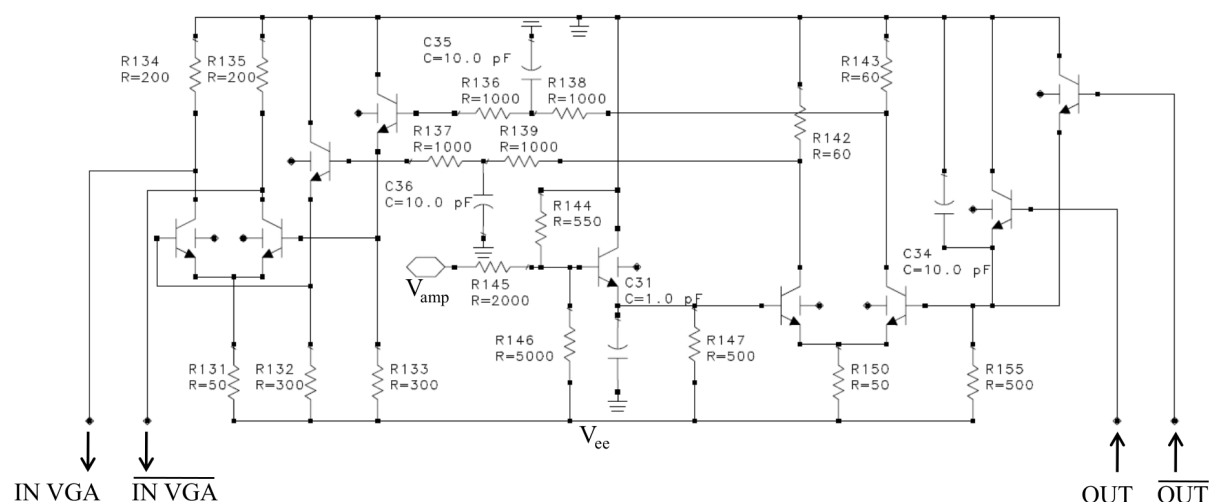 C35
C=10.0 pF
R134
R=200
R135
R=200
R136
R=1000
R138
R=1000
R143
R=60
R137
R=1000
R139
R=1000
R142
R=60
C36
C=10.0 pF
R144
R=550
C34
C=10.0 pF
V_amp
R145
R=2000
C31
C=1.0 pF
R146
R=5000
R147
R=500
R131
R=50
R132
R=300
R133
R=300
R150
R=50
R155
R=500
V_ee
IN VGA
IN VGA
OUT
OUT